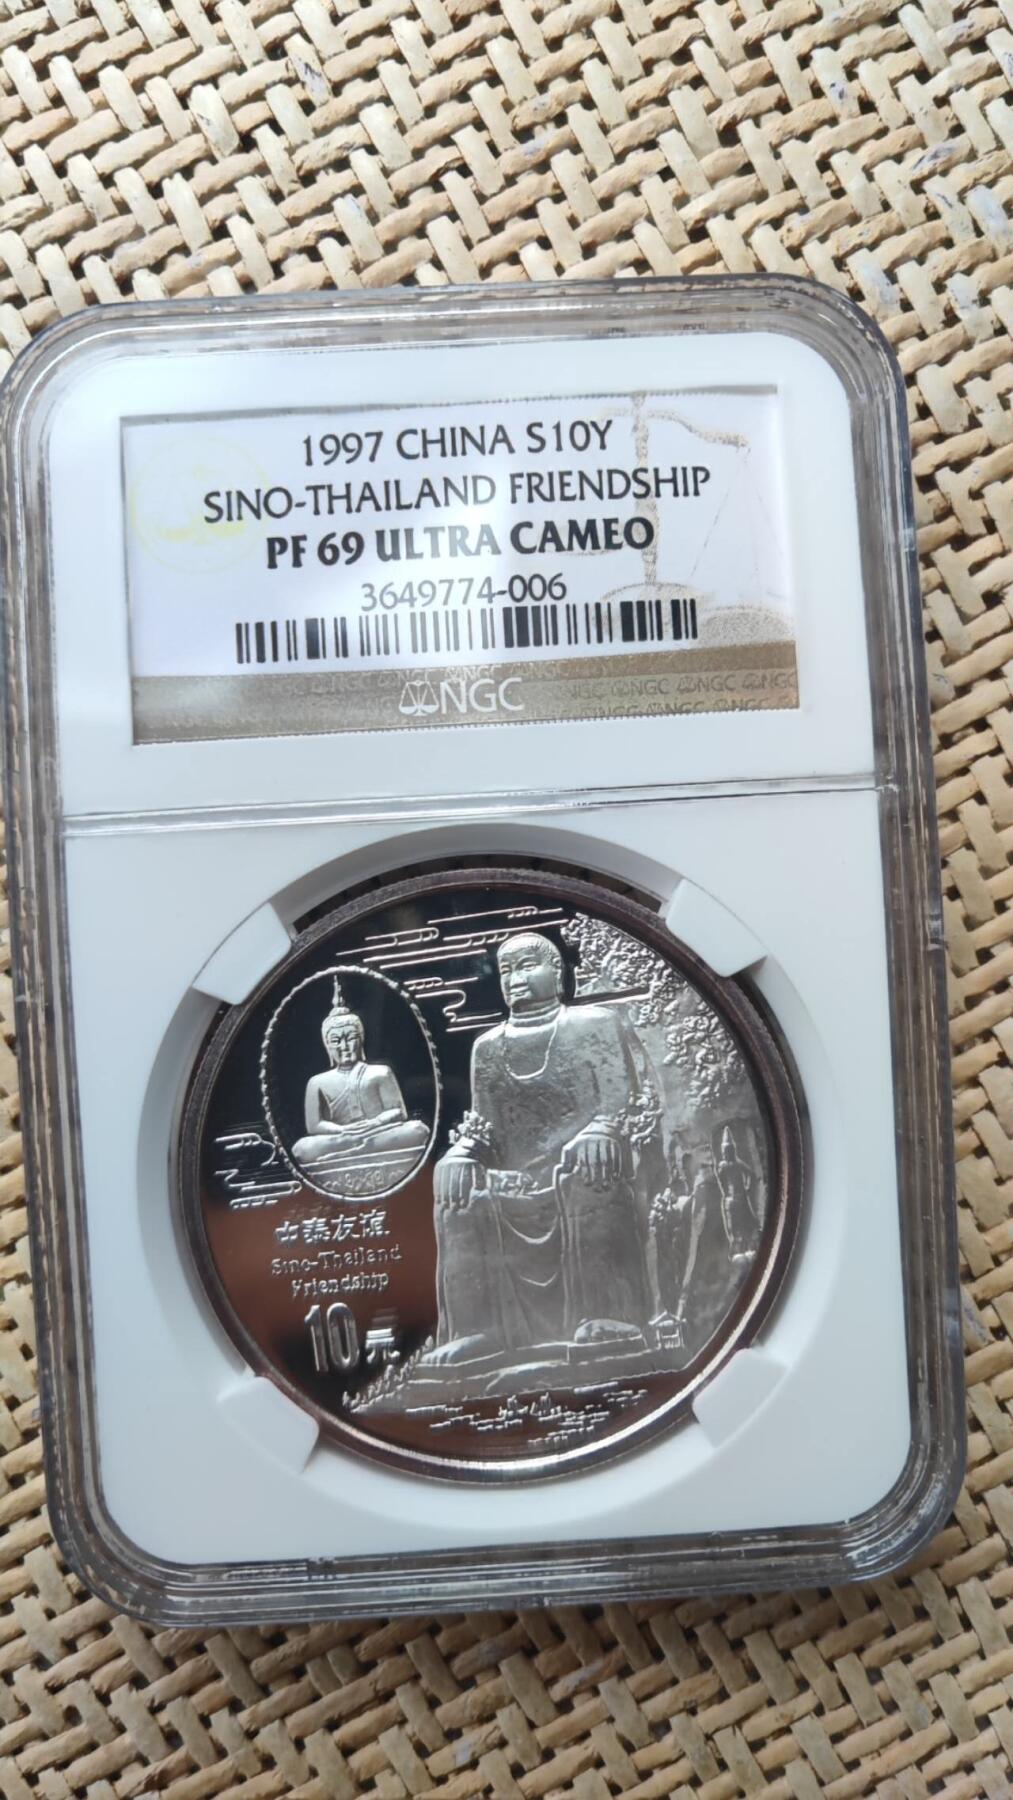 1997 CHINA S10Y
SINO-THAILAND FRIENDSHIP
PF 69 ULTRA CAMEO
3649774-006
NGC
中泰友谊
Sino-Thailand
Friendship
10元